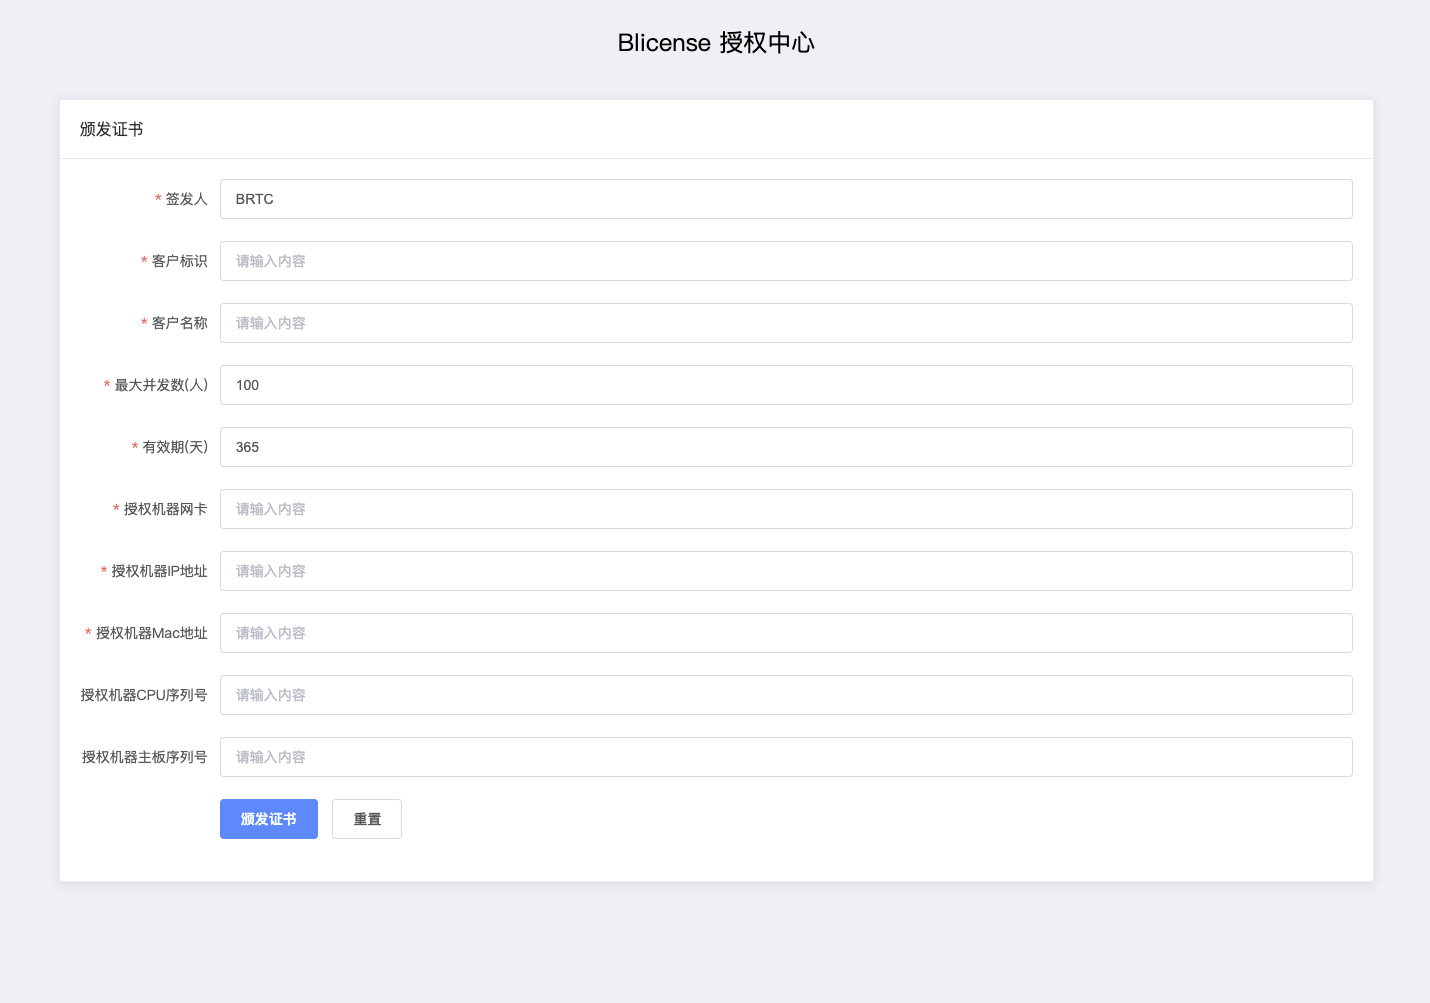 Blicense 授权中心
颁发证书
* 签发人 BRTC
* 客户标识 请输入内容
* 客户名称 请输入内容
* 最大并发数(人) 100
* 有效期(天) 365
* 授权机器网卡 请输入内容
* 授权机器IP地址 请输入内容
* 授权机器Mac地址 请输入内容
授权机器CPU序列号 请输入内容
授权机器主板序列号 请输入内容
颁发证书 重置